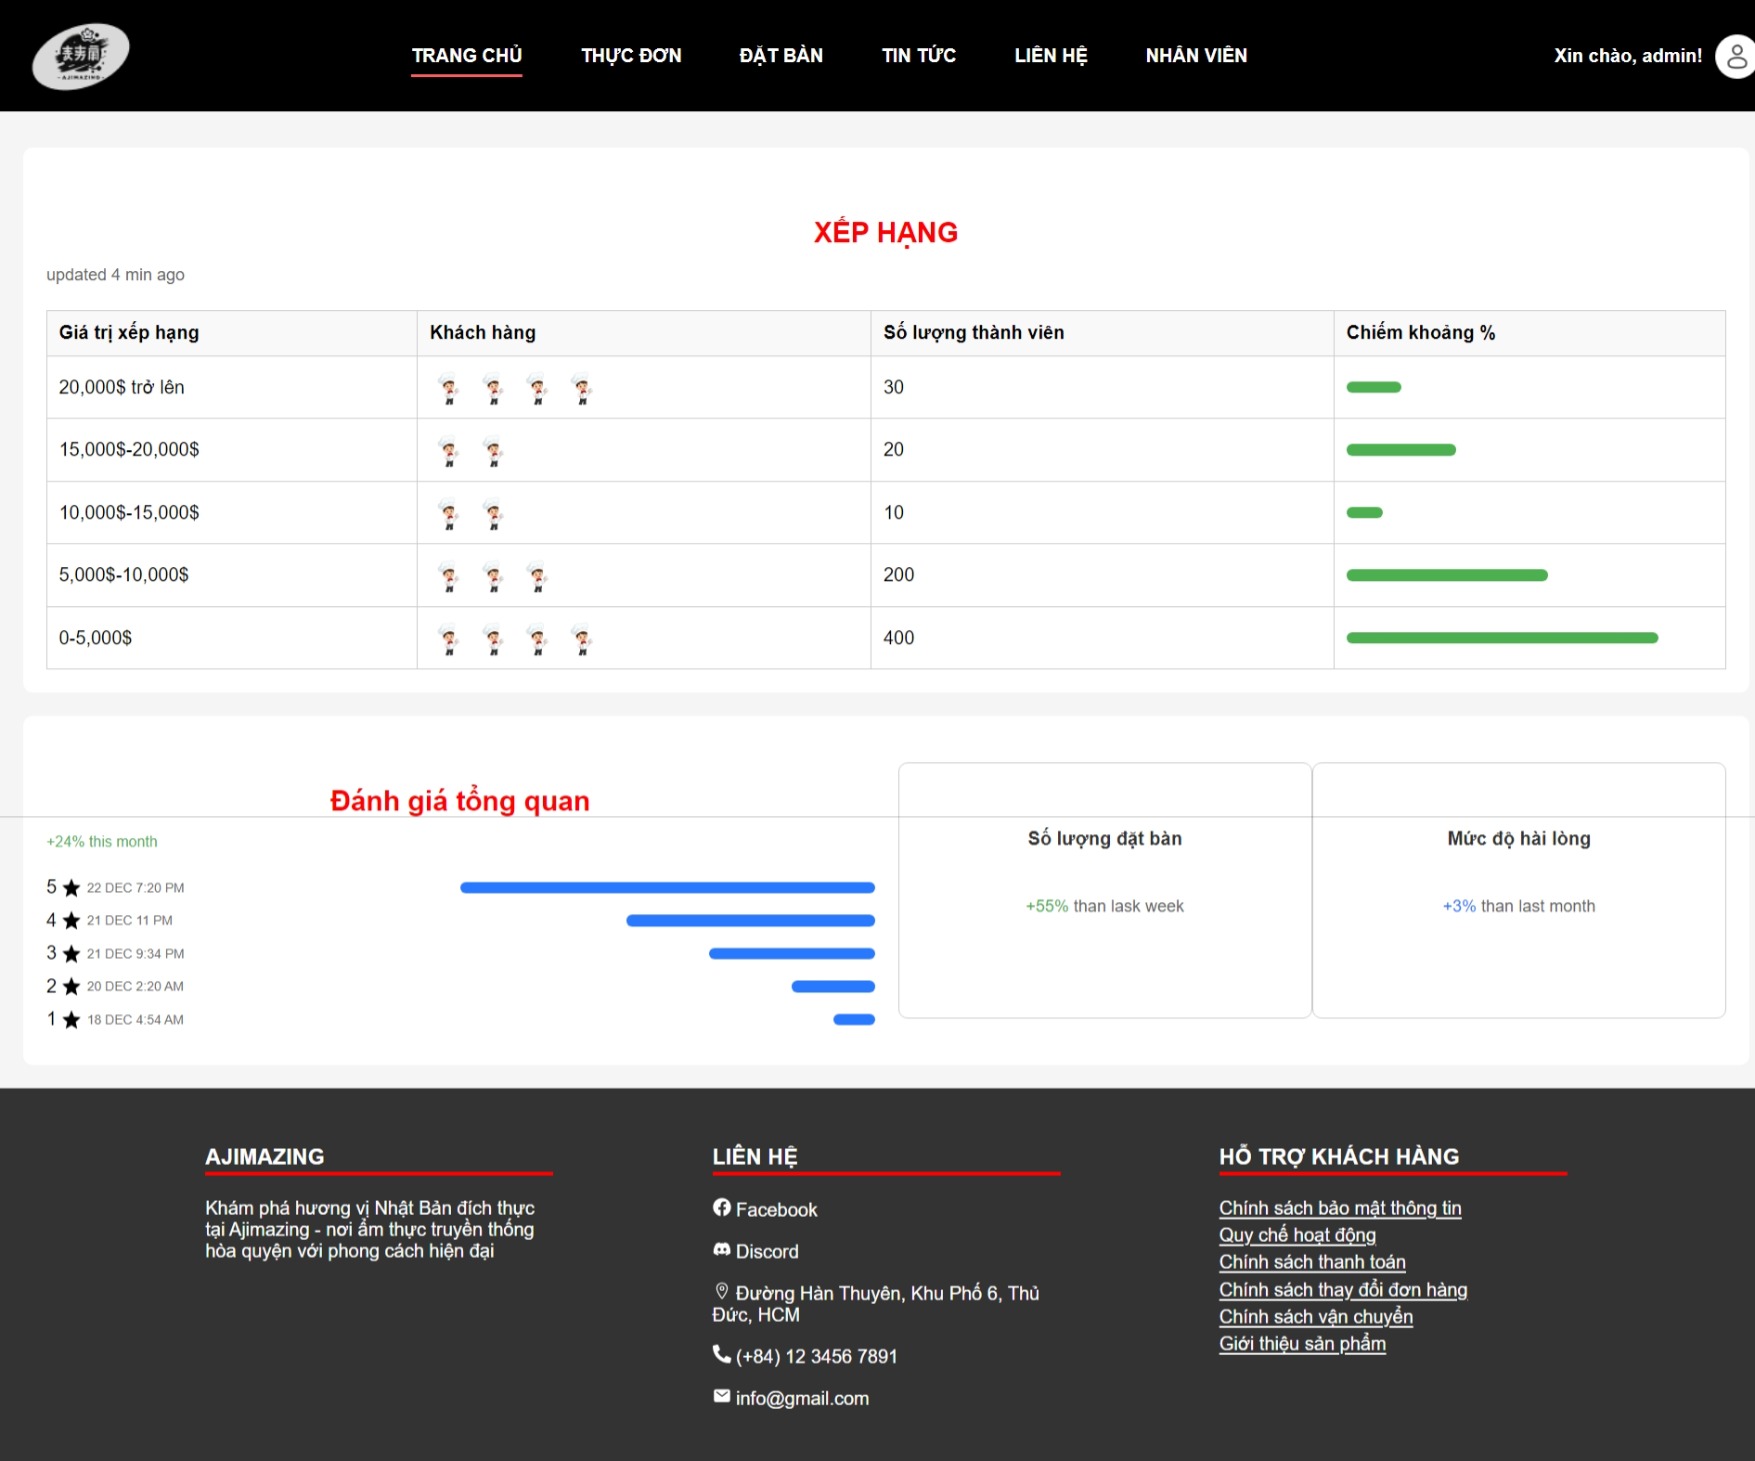 AJIMAZING
TRANG CHỦ
THỰC ĐƠN
ĐẶT BÀN
TIN TỨC
LIÊN HỆ
NHÂN VIÊN
Xin chào, admin!
XẾP HẠNG
updated 4 min ago
Giá trị xếp hạng
Khách hàng
Số lượng thành viên
Chiếm khoảng %
20,000$ trở lên
30
15,000$-20,000$
20
10,000$-15,000$
10
5,000$-10,000$
200
0-5,000$
400
Đánh giá tổng quan
+24% this month
5 ★ 22 DEC 7:20 PM
4 ★ 21 DEC 11 PM
3 ★ 21 DEC 9:34 PM
2 ★ 20 DEC 2:20 AM
1 ★ 18 DEC 4:54 AM
Số lượng đặt bàn
+55% than lask week
Mức độ hài lòng
+3% than last month
AJIMAZING
Khám phá hương vị Nhật Bản đích thực
tại Ajimazing - nơi ẩm thực truyền thống
hòa quyện với phong cách hiện đại
LIÊN HỆ
Facebook
Discord
Đường Hàn Thuyên, Khu Phố 6, Thủ
Đức, HCM
(+84) 12 3456 7891
info@gmail.com
HỖ TRỢ KHÁCH HÀNG
Chính sách bảo mật thông tin
Quy chế hoạt động
Chính sách thanh toán
Chính sách thay đổi đơn hàng
Chính sách vận chuyển
Giới thiệu sản phẩm